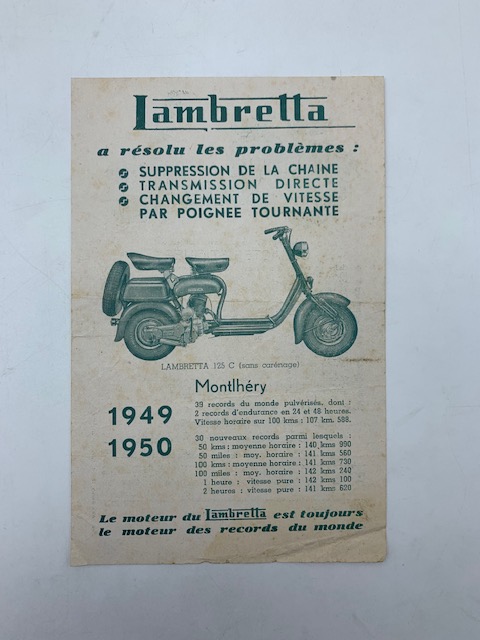 Lambretta
a résolu les problèmes :
SUPPRESSION DE LA CHAINE
TRANSMISSION DIRECTE
CHANGEMENT DE VITESSE
PAR POIGNEE TOURNANTE
LAMBRETTA 125 C (sans carénage)
Montlhéry
1949
39 records du monde pulvérisés, dont :
2 records d'endurance en 24 et 48 heures.
Vitesse horaire sur 100 kms : 107 km. 588.
1950
30 nouveaux records parmi lesquels :
50 kms : moyenne horaire : 140 kms 990
50 miles : moy. horaire : 141 kms 560
100 kms : moyenne horaire : 141 kms 730
100 miles : moy. horaire : 142 kms 240
1 heure : vitesse pure : 142 kms 100
2 heures : vitesse pure : 141 kms 620
Le moteur du Lambretta est toujours
le moteur des records du monde